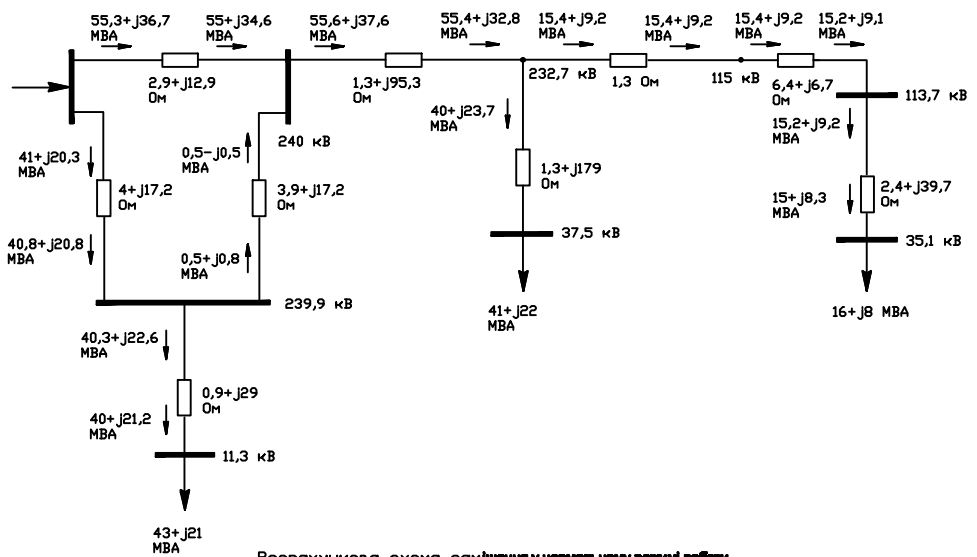 55,3+j36,7
МВА
55+j34,6
МВА
55,6+j37,6
МВА
55,4+j32,8
МВА
15,4+j9,2
МВА
15,4+j9,2
МВА
15,4+j9,2
МВА
15,2+j9,1
МВА
2,9+j12,9
Ом
1,3+j95,3
Ом
232,7 кВ
1,3 Ом
115 кВ
6,4+j6,7
Ом
113,7 кВ
240 кВ
40+j23,7
МВА
15,2+j9,2
МВА
41+j20,3
МВА
0,5-j0,5
МВА
4+j17,2
Ом
3,9+j17,2
Ом
1,3+j179
Ом
2,4+j39,7
Ом
15+j8,3
МВА
40,8+j20,8
МВА
0,5+j0,8
МВА
37,5 кВ
35,1 кВ
239,9 кВ
41+j22
МВА
16+j8 МВА
40,3+j22,6
МВА
0,9+j29
Ом
40+j21,2
МВА
11,3 кВ
43+j21
МВА
схема